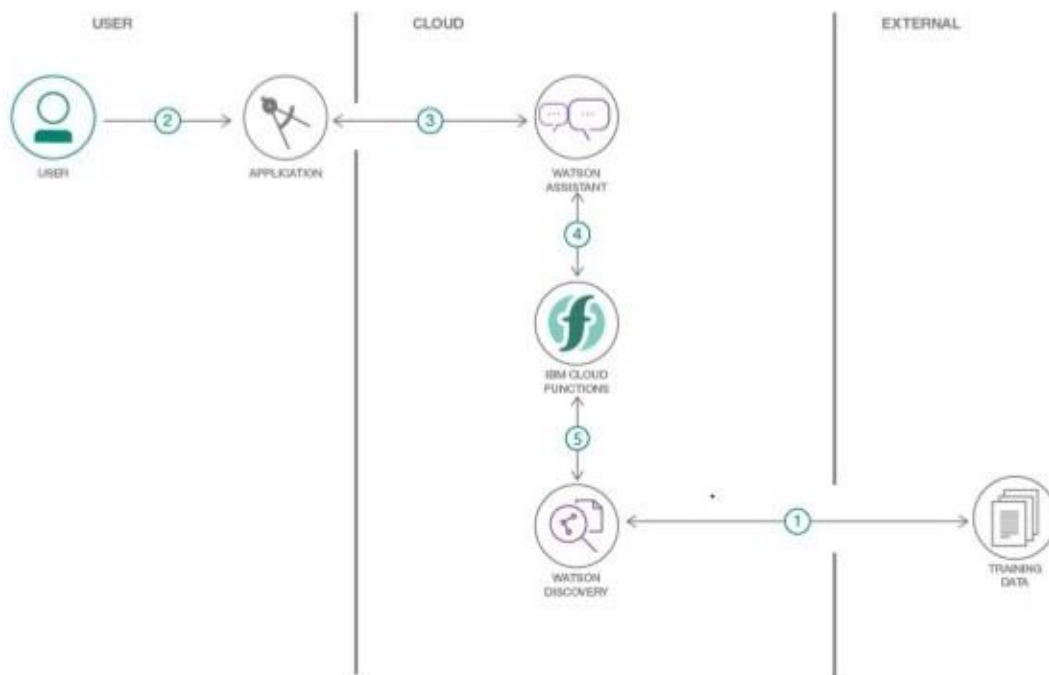 USER
CLOUD
EXTERNAL
2
3
USER
APPLICATION
WATSON
ASSISTANT
4
f
IBM CLOUD
FUNCTIONS
5
1
WATSON
DISCOVERY
TRAINING
DATA